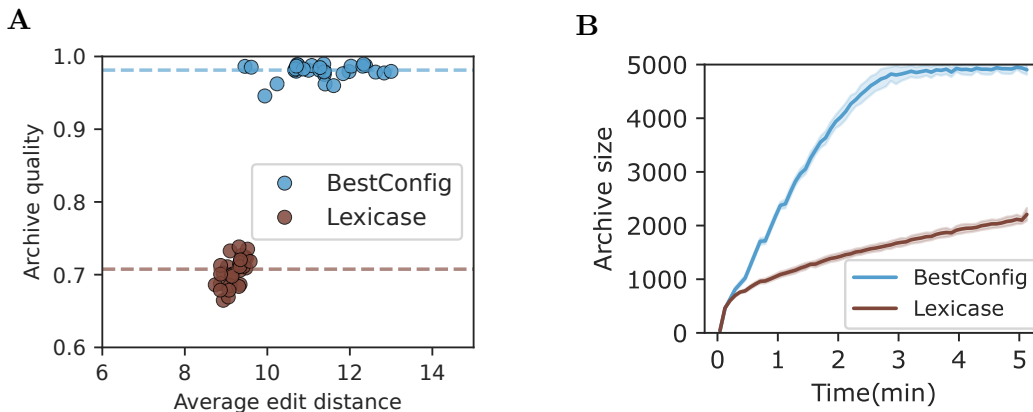 A
1.0
0.9
0.8
0.7
0.6
6
8
10
12
14
Archive quality
Average edit distance
BestConfig
Lexicase
B
5000
4000
3000
2000
1000
0
0
1
2
3
4
5
Archive size
Time(min)
BestConfig
Lexicase